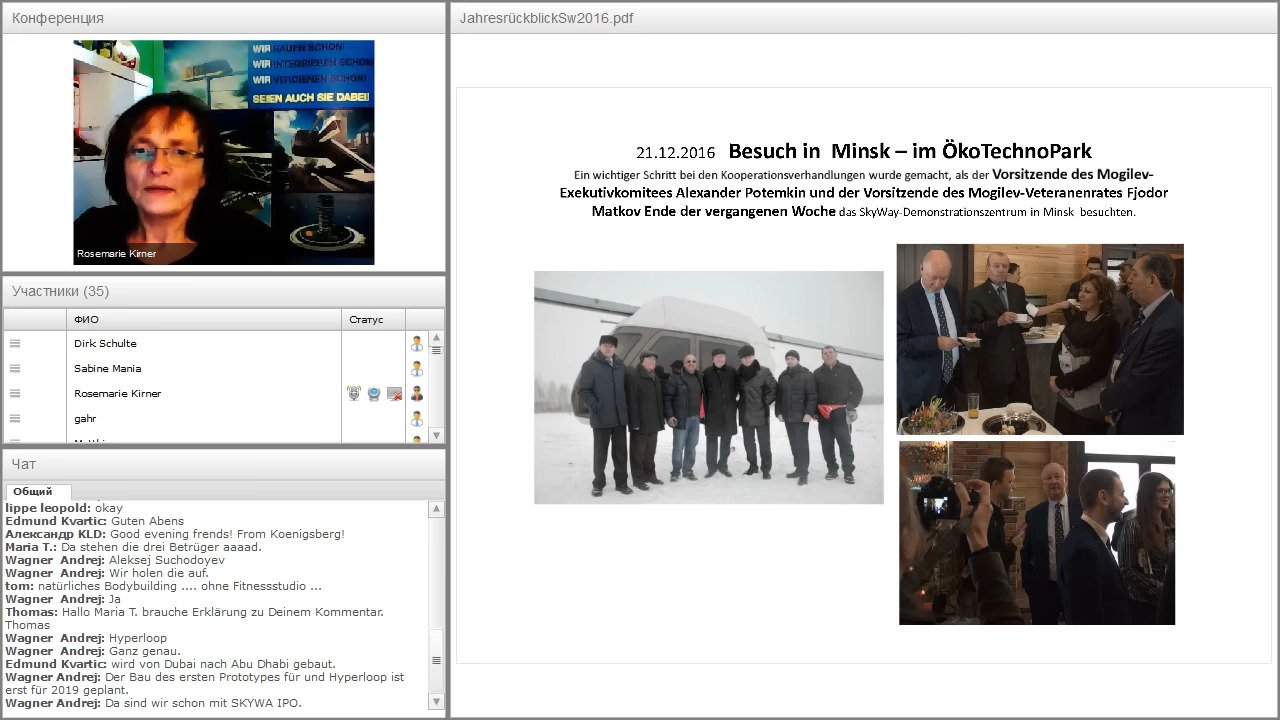 Конференция
WIR BAUEN SCHON!
WIR INTEGRIEREN SCHON
WIR VERDIENEN SCHON!
SEIEN AUCH SIE DABEI!
Rosemarie Kirner
Участники (35)
ФИО Статус
Dirk Schulte
Sabine Mania
Rosemarie Kirner
gahr
Чат
Общий
lippe leopold: okay
Edmund Kvartic: Guten Abens
Александр KLD: Good evening frends! From Koenigsberg!
Maria T.: Da stehen die drei Betrüger aaaad.
Wagner Andrej: Aleksej Suchodoyev
Wagner Andrej: Wir holen die auf.
tom: natürliches Bodybuilding .... ohne Fitnessstudio ...
Wagner Andrej: Ja
Thomas: Hallo Maria T. brauche Erklärung zu Deinem Kommentar.
Thomas
Wagner Andrej: Hyperloop
Wagner Andrej: Ganz genau.
Edmund Kvartic: wird von Dubai nach Abu Dhabi gebaut.
Wagner Andrej: Der Bau des ersten Prototypes für und Hyperloop ist
erst für 2019 geplant.
Wagner Andrej: Da sind wir schon mit SKYWA IPO.
JahresrückblickSw2016.pdf
21.12.2016 Besuch in Minsk – im ÖkoTechnoPark
Ein wichtiger Schritt bei den Kooperationsverhandlungen wurde gemacht, als der Vorsitzende des Mogilev-
Exekutivkomitees Alexander Potemkin und der Vorsitzende des Mogilev-Veteranenrates Fjodor
Matkov Ende der vergangenen Woche das SkyWay-Demonstrationszentrum in Minsk besuchten.